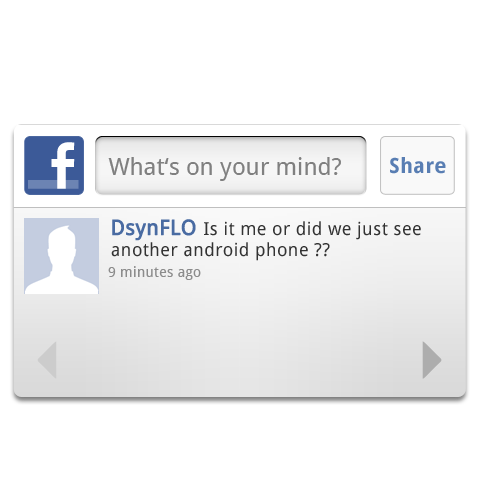 f
What's on your mind?
Share
DsynFLO Is it me or did we just see
another android phone ??
9 minutes ago